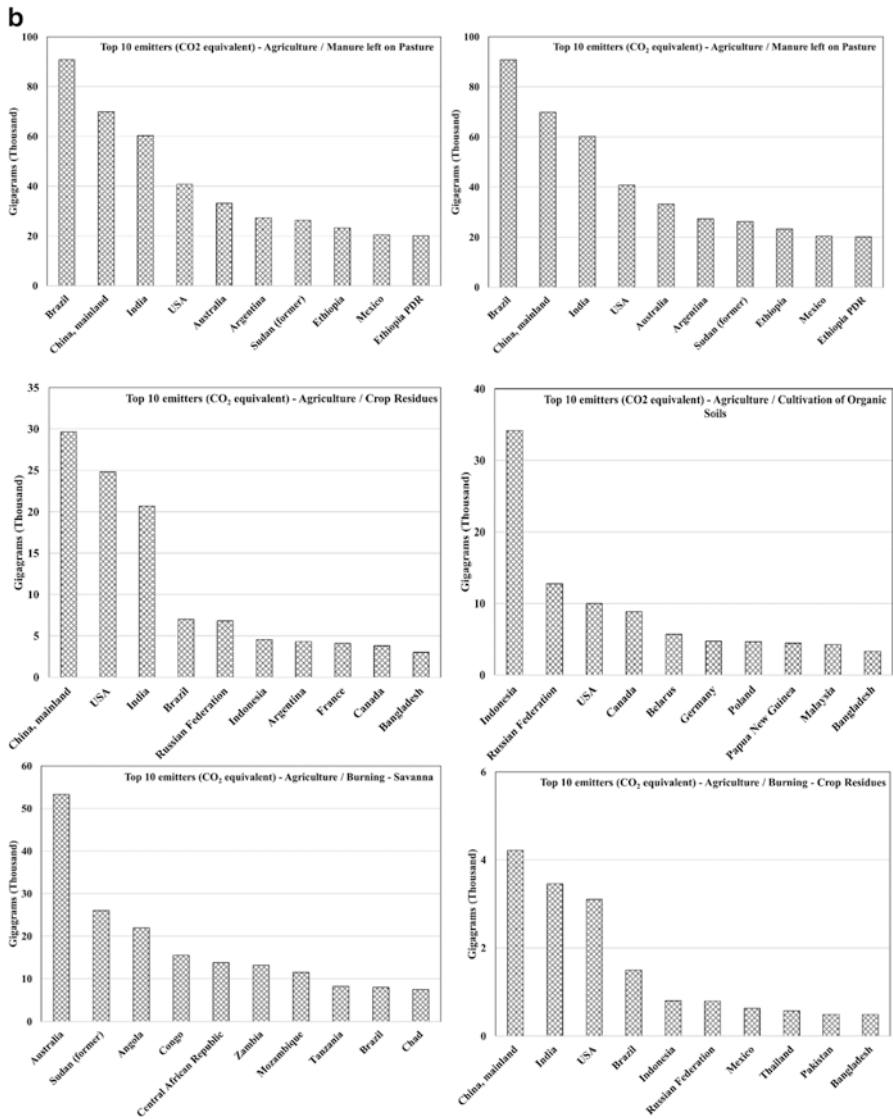 b
Top 10 emitters (CO2 equivalent) - Agriculture / Manure left on Pasture
Gigagrams (Thousand)
100
80
60
40
20
0
Brazil
China, mainland
India
USA
Australia
Argentina
Sudan (former)
Ethiopia
Mexico
Ethiopia PDR
Top 10 emitters (CO₂ equivalent) - Agriculture / Manure left on Pasture
Gigagrams (Thousand)
100
80
60
40
20
0
Brazil
China, mainland
India
USA
Australia
Argentina
Sudan (former)
Ethiopia
Mexico
Ethiopia PDR
Top 10 emitters (CO₂ equivalent) - Agriculture / Crop Residues
Gigagrams (Thousand)
35
30
25
20
15
10
5
0
China, mainland
USA
India
Brazil
Russian Federation
Indonesia
Argentina
France
Canada
Bangladesh
Top 10 emitters (CO2 equivalent) - Agriculture / Cultivation of Organic
Soils
Gigagrams (Thousand)
40
30
20
10
0
Indonesia
Russian Federation
USA
Canada
Belarus
Germany
Poland
Papua New Guinea
Malaysia
Bangladesh
Top 10 emitters (CO₂ equivalent) - Agriculture / Burning - Savanna
Gigagrams (Thousand)
60
50
40
30
20
10
0
Australia
Sudan (former)
Angola
Congo
Central African Republic
Zambia
Mozambique
Tanzania
Brazil
Chad
Top 10 emitters (CO₂ equivalent) - Agriculture / Burning - Crop Residues
Gigagrams (Thousand)
6
4
2
0
China, mainland
India
USA
Brazil
Indonesia
Russian Federation
Mexico
Thailand
Pakistan
Bangladesh